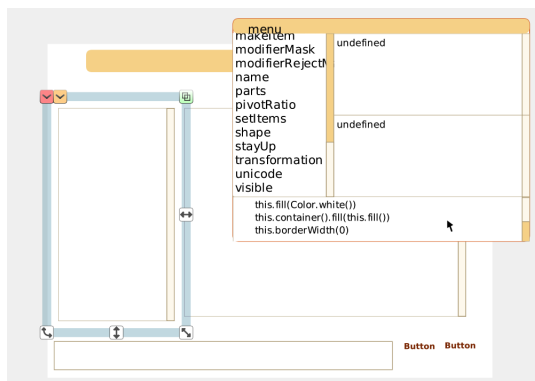 menu
makeItem
modifierMask
modifierRejectM
name
parts
pivotRatio
setItems
shape
stayUp
transformation
unicode
visible
undefined
undefined
this.fill(Color.white())
this.container().fill(this.fill())
this.borderWidth(0)
Button
Button